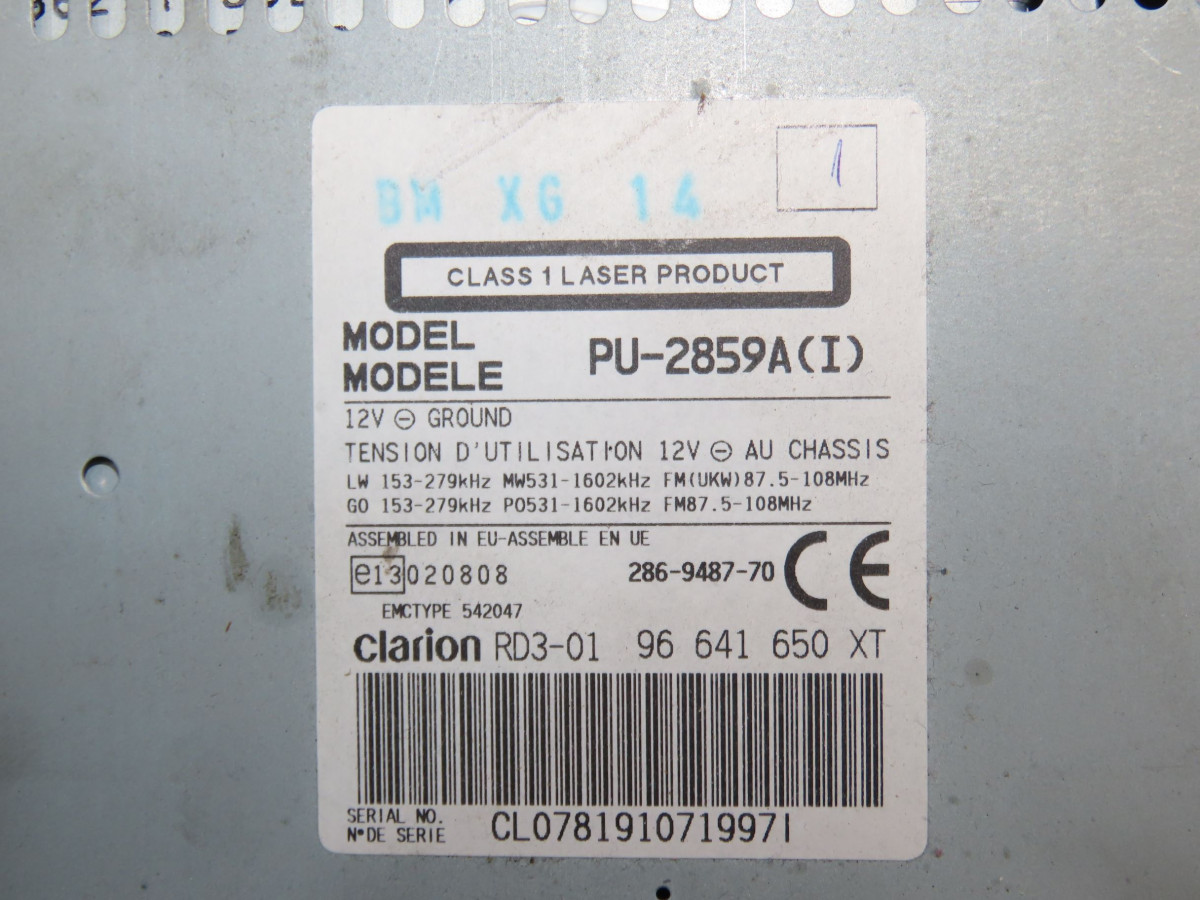 BM XG 14
1
CLASS 1 LASER PRODUCT
MODEL
MODELE
PU-2859A(I)
12V ⊖ GROUND
TENSION D'UTILISATION 12V ⊖ AU CHASSIS
LW 153-279kHz MW531-1602kHz FM(UKW)87.5-108MHz
GO 153-279kHz PO531-1602kHz FM87.5-108MHz
ASSEMBLED IN EU-ASSEMBLE EN UE
e13 020808 286-9487-70 CE
EMCTYPE 542047
clarion RD3-01 96 641 650 XT
SERIAL NO.
N°DE SERIE
CL078191071997I